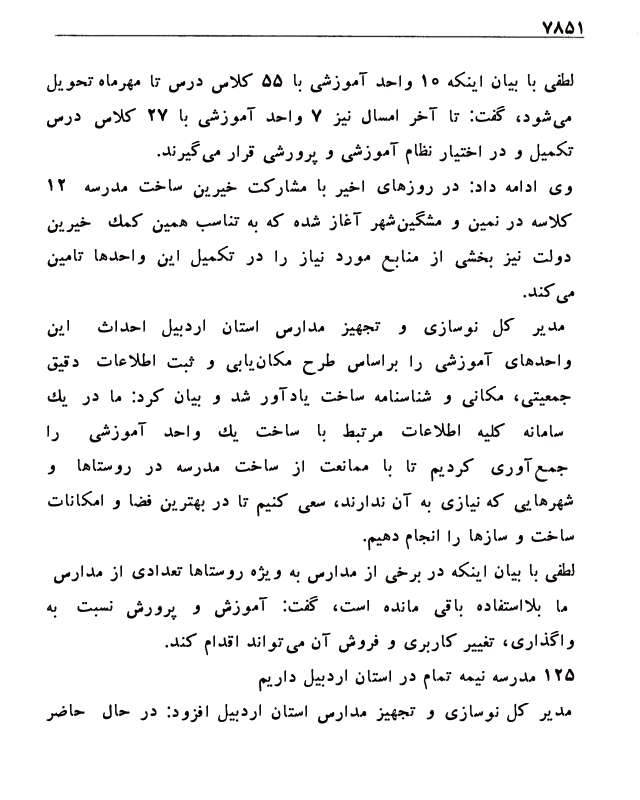 ۷۸۵۱
لطفی با بیان اینکه ۱۰ واحد آموزشی با ۵۵ کلاس درس تا مهرماه تحویل
می‌شود، گفت: تا آخر امسال نیز ۷ واحد آموزشی با ۲۷ کلاس درس
تکمیل و در اختیار نظام آموزشی و پرورشی قرار می‌گیرند.
وی ادامه داد: در روزهای اخیر با مشارکت خیرین ساخت مدرسه ۱۲
کلاسه در نمین و مشگین‌شهر آغاز شده که به تناسب همین کمك خیرین
دولت نیز بخشی از منابع مورد نیاز را در تکمیل این واحدها تامین
می‌کند.
مدیر کل نوسازی و تجهیز مدارس استان اردبیل احداث این
واحدهای آموزشی را براساس طرح مکان‌یابی و ثبت اطلاعات دقیق
جمعیتی، مکانی و شناسنامه ساخت یادآور شد و بیان کرد: ما در یك
سامانه کلیه اطلاعات مرتبط با ساخت یك واحد آموزشی را
جمع‌آوری کردیم تا با ممانعت از ساخت مدرسه در روستاها و
شهرهایی که نیازی به آن ندارند، سعی کنیم تا در بهترین فضا و امکانات
ساخت و سازها را انجام دهیم.
لطفی با بیان اینکه در برخی از مدارس به ویژه روستاها تعدادی از مدارس
ما بلااستفاده باقی مانده است، گفت: آموزش و پرورش نسبت به
واگذاری، تغییر کاربری و فروش آن می‌تواند اقدام کند.
۱۲۵ مدرسه نیمه تمام در استان اردبیل داریم
مدیر کل نوسازی و تجهیز مدارس استان اردبیل افزود: در حال حاضر